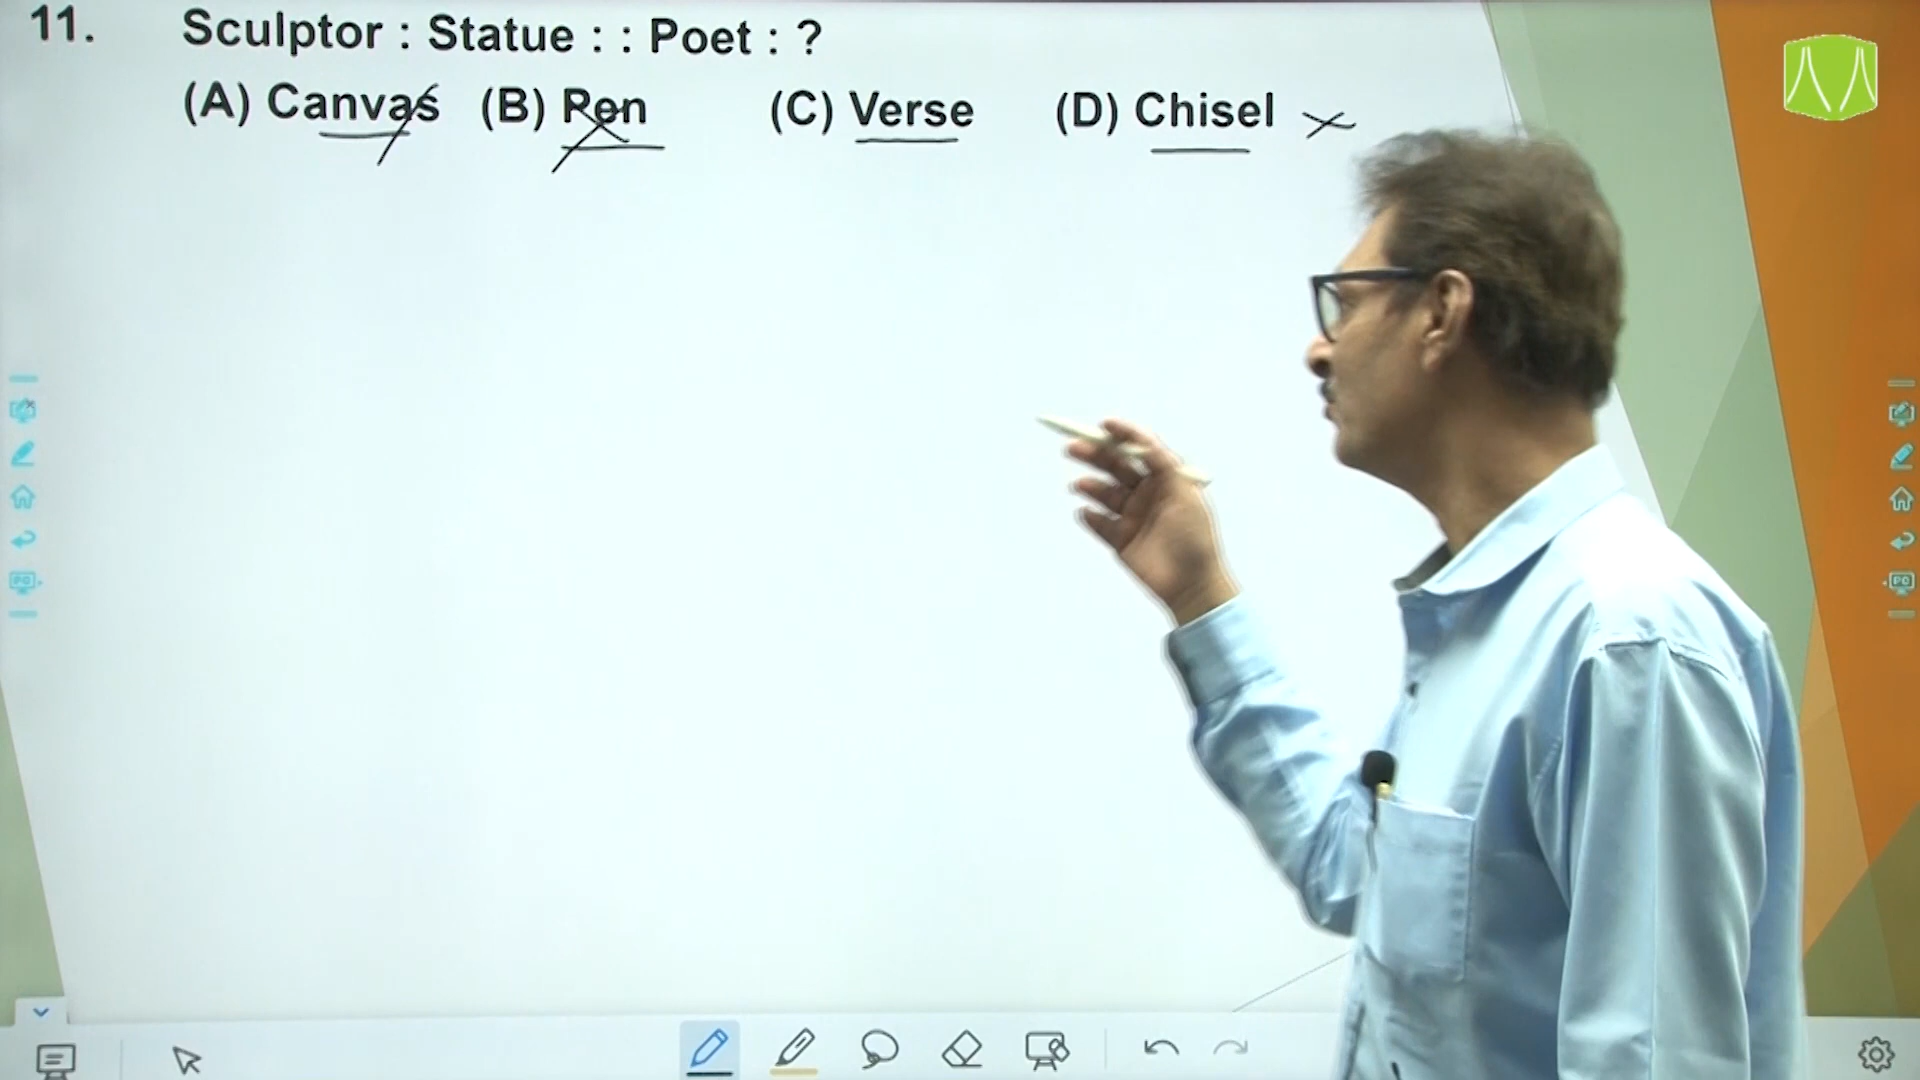 11. Sculptor : Statue : : Poet : ?
(A) Canvas (B) Pen (C) Verse (D) Chisel